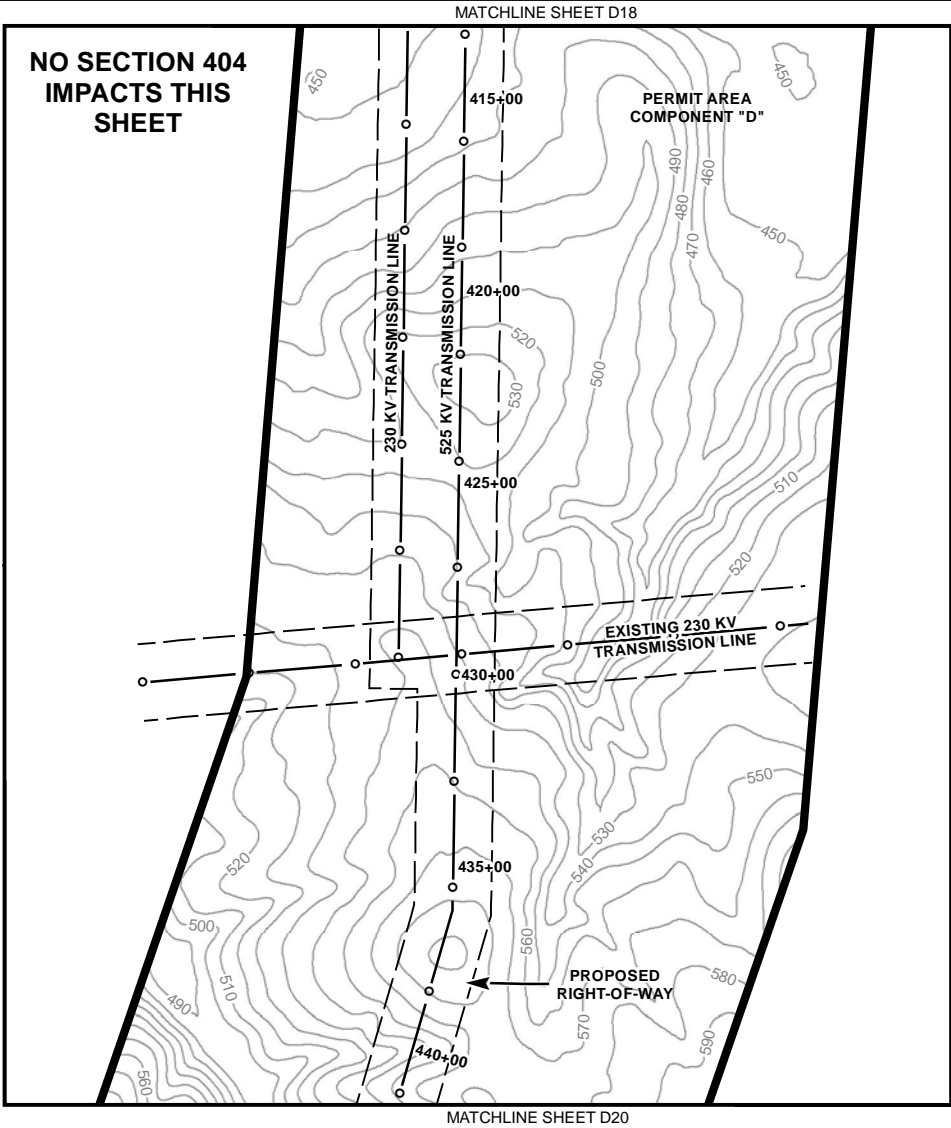 MATCHLINE SHEET D18
NO SECTION 404
IMPACTS THIS
SHEET
450
415+00
PERMIT AREA
COMPONENT "D"
450
490
460
480
470
450
230 KV TRANSMISSION LINE
525 KV TRANSMISSION LINE
420+00
520
500
530
425+00
510
520
EXISTING 230 KV
TRANSMISSION LINE
430+00
550
530
540
520
435+00
500
560
510
490
PROPOSED
RIGHT-OF-WAY
580
570
590
440+00
560
MATCHLINE SHEET D20